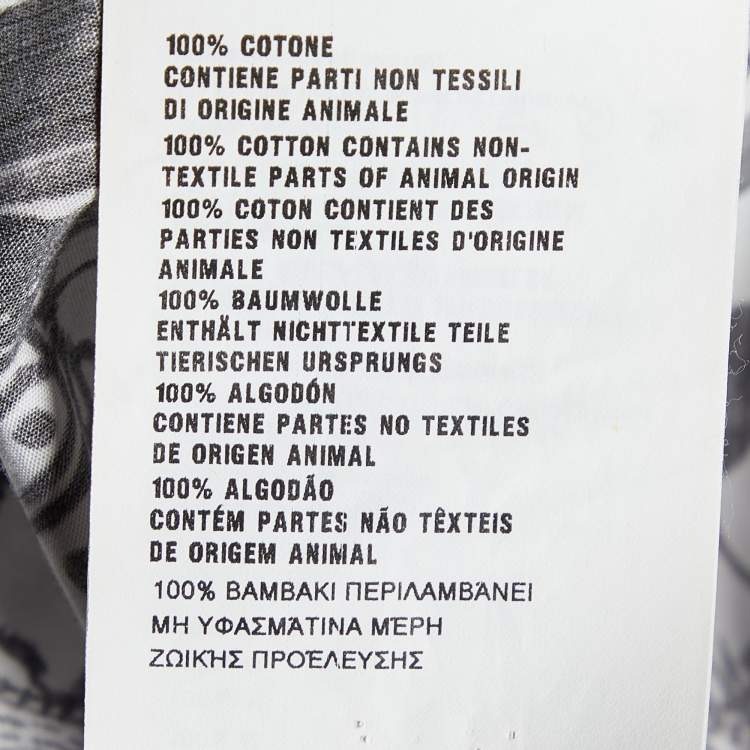 100% COTONE
CONTIENE PARTI NON TESSILI
DI ORIGINE ANIMALE
100% COTTON CONTAINS NON-
TEXTILE PARTS OF ANIMAL ORIGIN
100% COTON CONTIENT DES
PARTIES NON TEXTILES D'ORIGINE
ANIMALE
100% BAUMWOLLE
ENTHÄLT NICHTTEXTILE TEILE
TIERISCHEN URSPRUNGS
100% ALGODÓN
CONTIENE PARTES NO TEXTILES
DE ORIGEN ANIMAL
100% ALGODÃO
CONTÉM PARTES NÃO TÊXTEIS
DE ORIGEM ANIMAL
100% ΒΑΜΒΑΚΙ ΠΕΡΙΛΑΜΒΆΝΕΙ
ΜΗ ΥΦΑΣΜΆΤΙΝΑ ΜΈΡΗ
ΖΩΙΚΉΣ ΠΡΟΈΛΕΥΣΗΣ